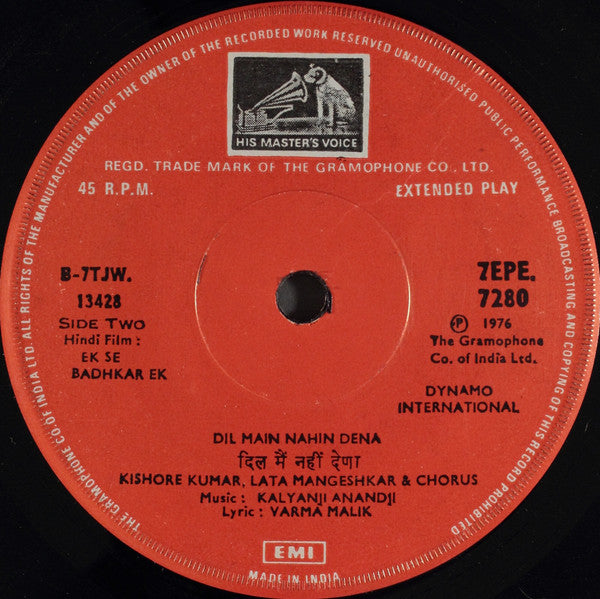 THE GRAMOPHONE CO. OF INDIA LTD. ALL RIGHTS OF THE MANUFACTURER AND OF THE OWNER OF THE RECORDED WORK RESERVED UNAUTHORISED PUBLIC PERFORMANCE BROADCASTING AND COPYING OF THIS RECORD PROHIBITED
HIS MASTER'S VOICE
REGD. TRADE MARK OF THE GRAMOPHONE CO., LTD.
45 R.P.M. EXTENDED PLAY
B-7TJW. 7EPE.
13428 7280
SIDE TWO Ⓟ 1976
Hindi Film : The Gramophone
EK SE Co. of India Ltd.
BADHKAR EK
DYNAMO
INTERNATIONAL
DIL MAIN NAHIN DENA
दिल मैं नहीं देणा
KISHORE KUMAR, LATA MANGESHKAR & CHORUS
Music : KALYANJI ANANDJI
Lyric : VARMA MALIK
EMI
MADE IN INDIA